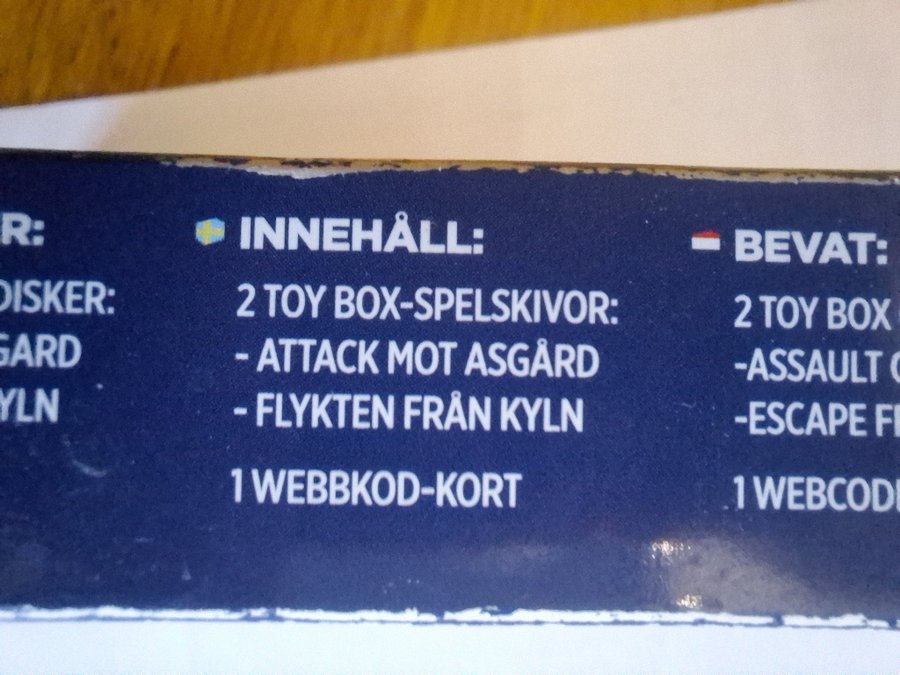 R:
DISKER:
GARD
YLN
INNEHÅLL:
2 TOY BOX-SPELSKIVOR:
- ATTACK MOT ASGÅRD
- FLYKTEN FRÅN KYLN
1 WEBBKOD-KORT
BEVAT:
2 TOY BOX
-ASSAULT
-ESCAPE
1 WEBCOD